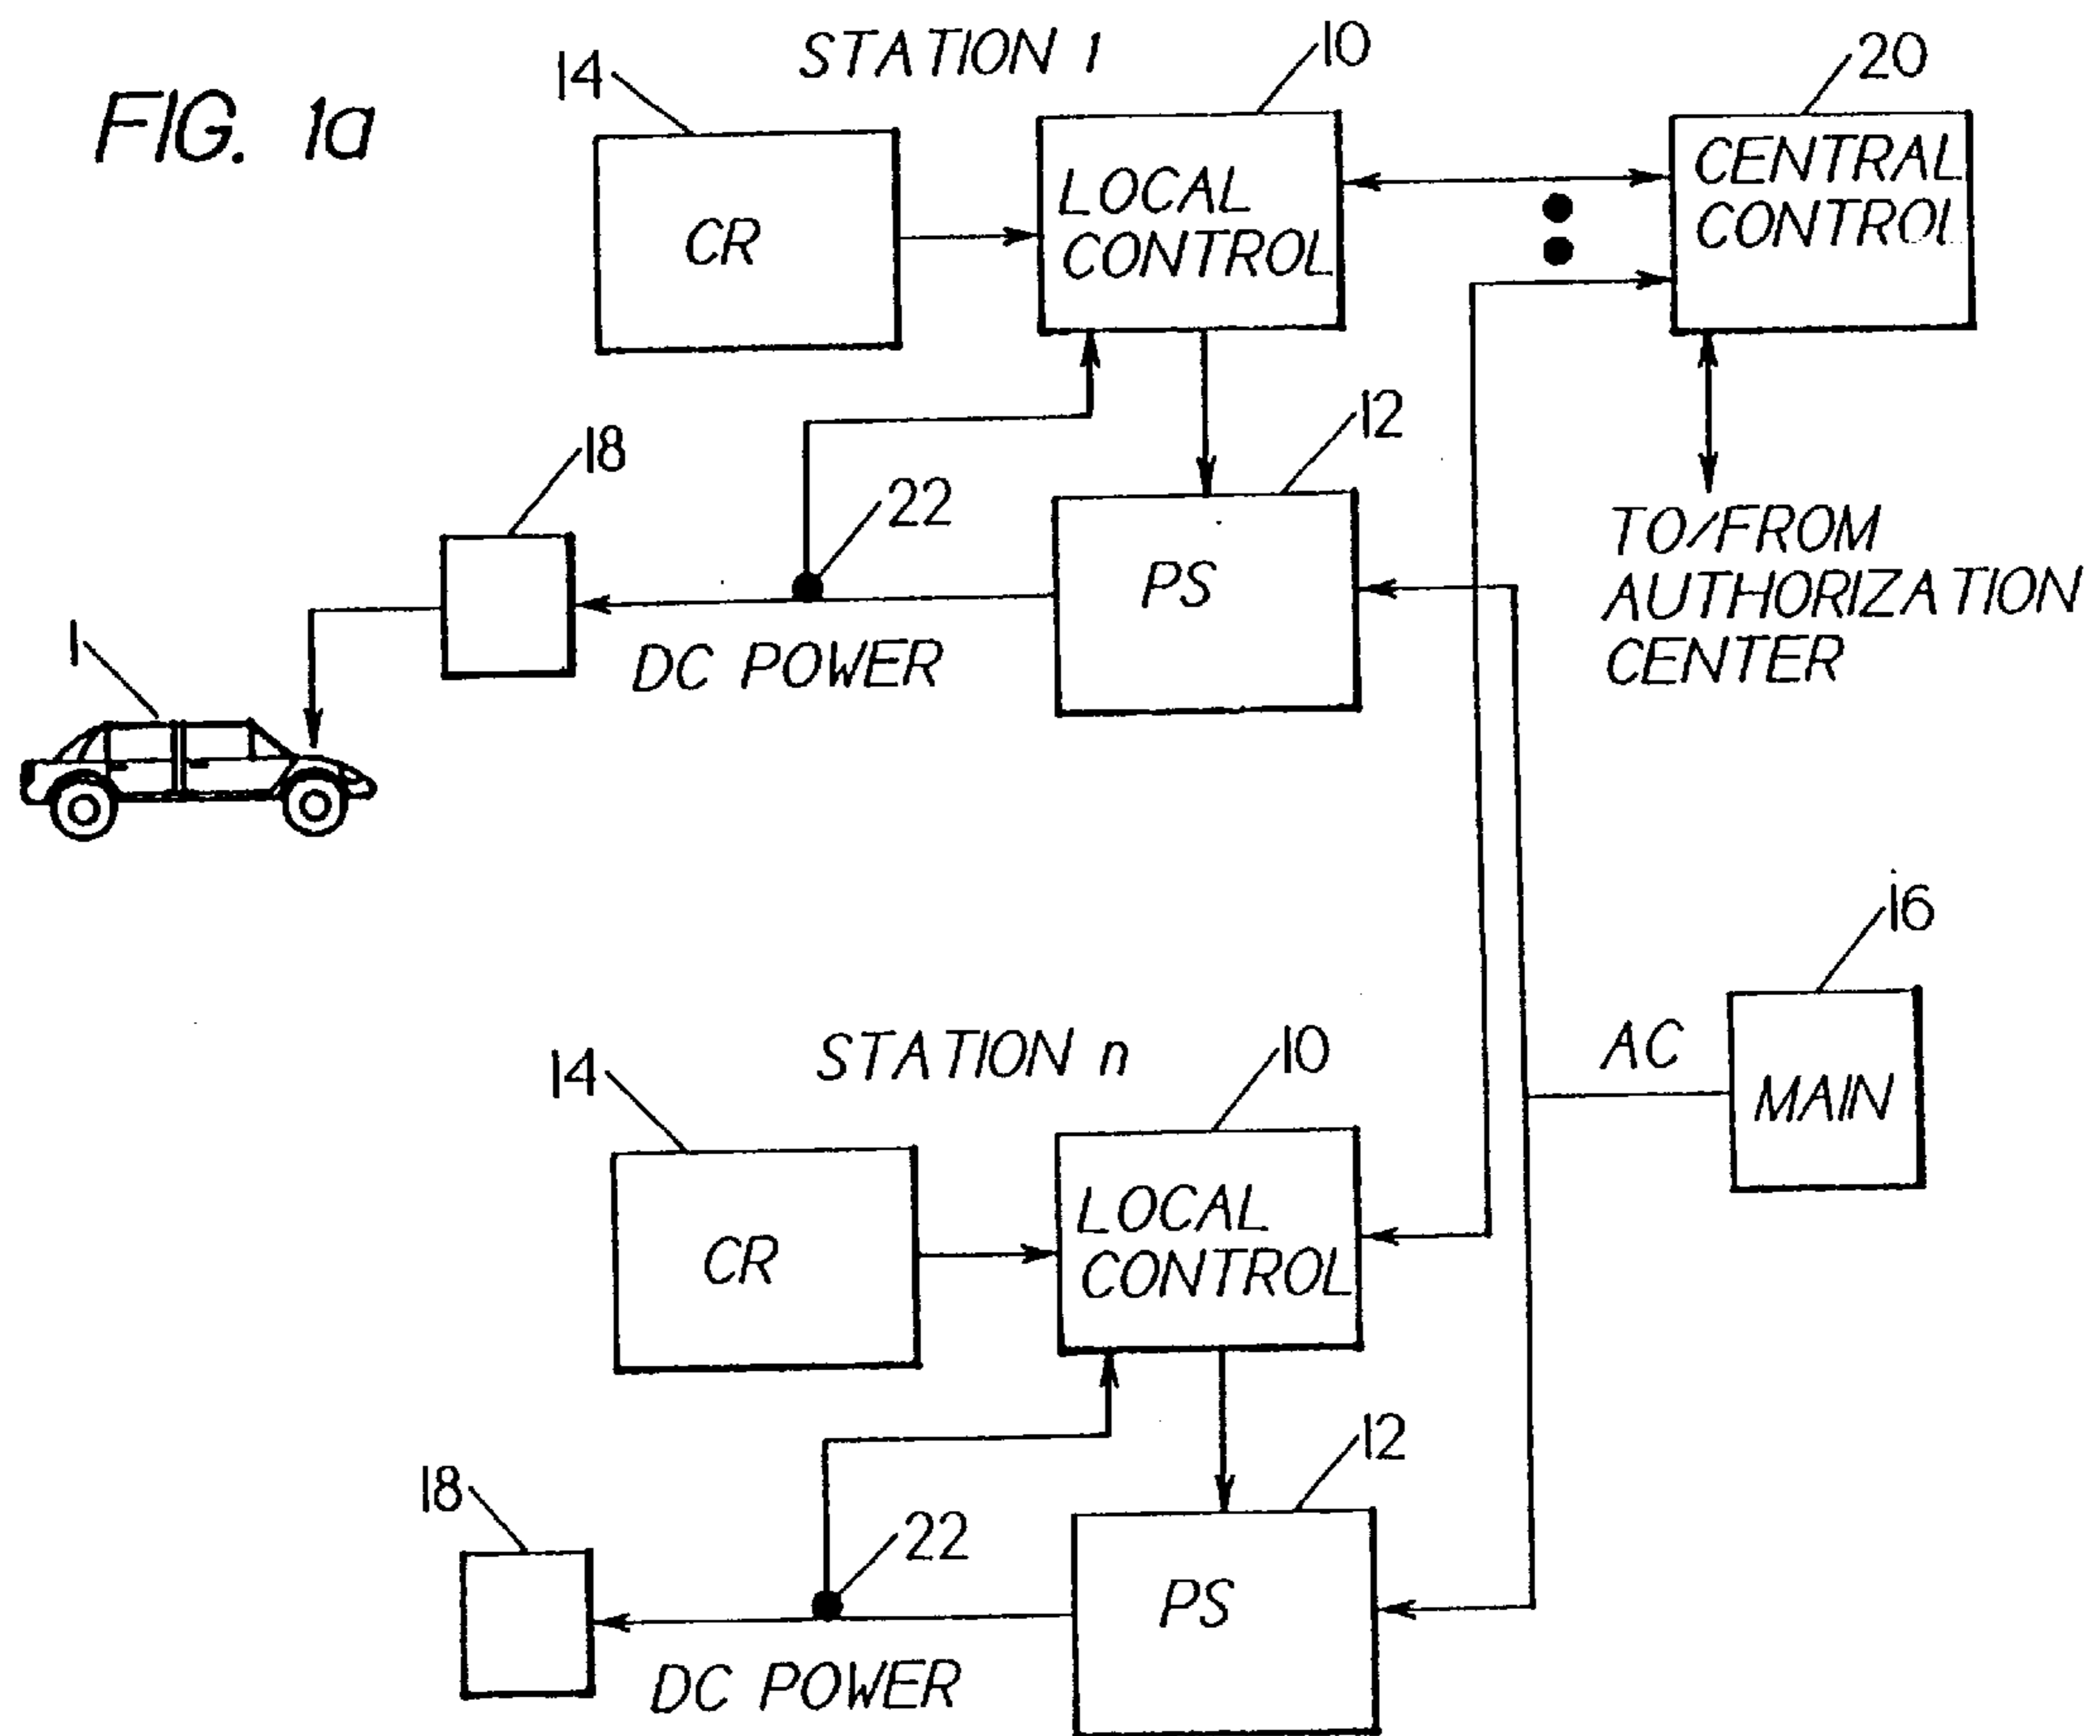 FIG. 1a
STATION 1
14
10
20
CR
LOCAL
CONTROL
CENTRAL
CONTROL
18
22
12
PS
DC POWER
TO/FROM
AUTHORIZATION
CENTER
1
16
AC
MAIN
STATION n
14
10
CR
LOCAL
CONTROL
18
22
12
PS
DC POWER